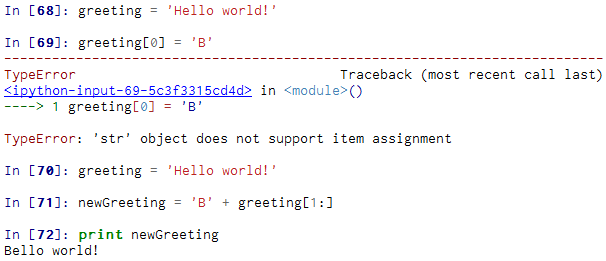 In [68]: greeting = 'Hello world!'
In [69]: greeting[0] = 'B'
---------------------------------------------------------------------------
TypeError                                 Traceback (most recent call last)
<ipython-input-69-5c3f3315cd4d> in <module>()
----> 1 greeting[0] = 'B'
TypeError: 'str' object does not support item assignment
In [70]: greeting = 'Hello world!'
In [71]: newGreeting = 'B' + greeting[1:]
In [72]: print newGreeting
Bello world!